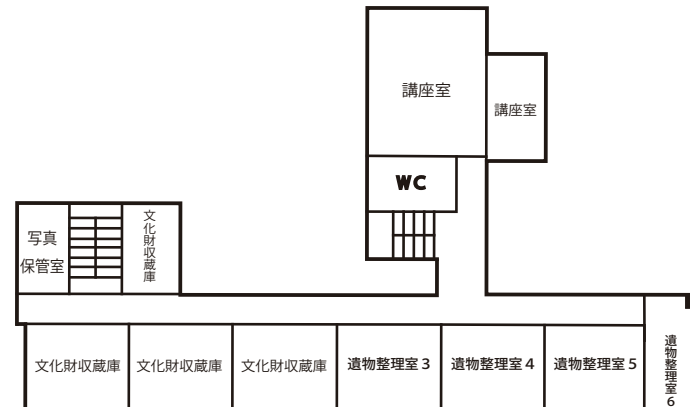 講座室
講座室
WC
写真
保管室
文化財収蔵庫
文化財収蔵庫
文化財収蔵庫
文化財収蔵庫
遺物整理室3
遺物整理室4
遺物整理室5
遺物整理室6